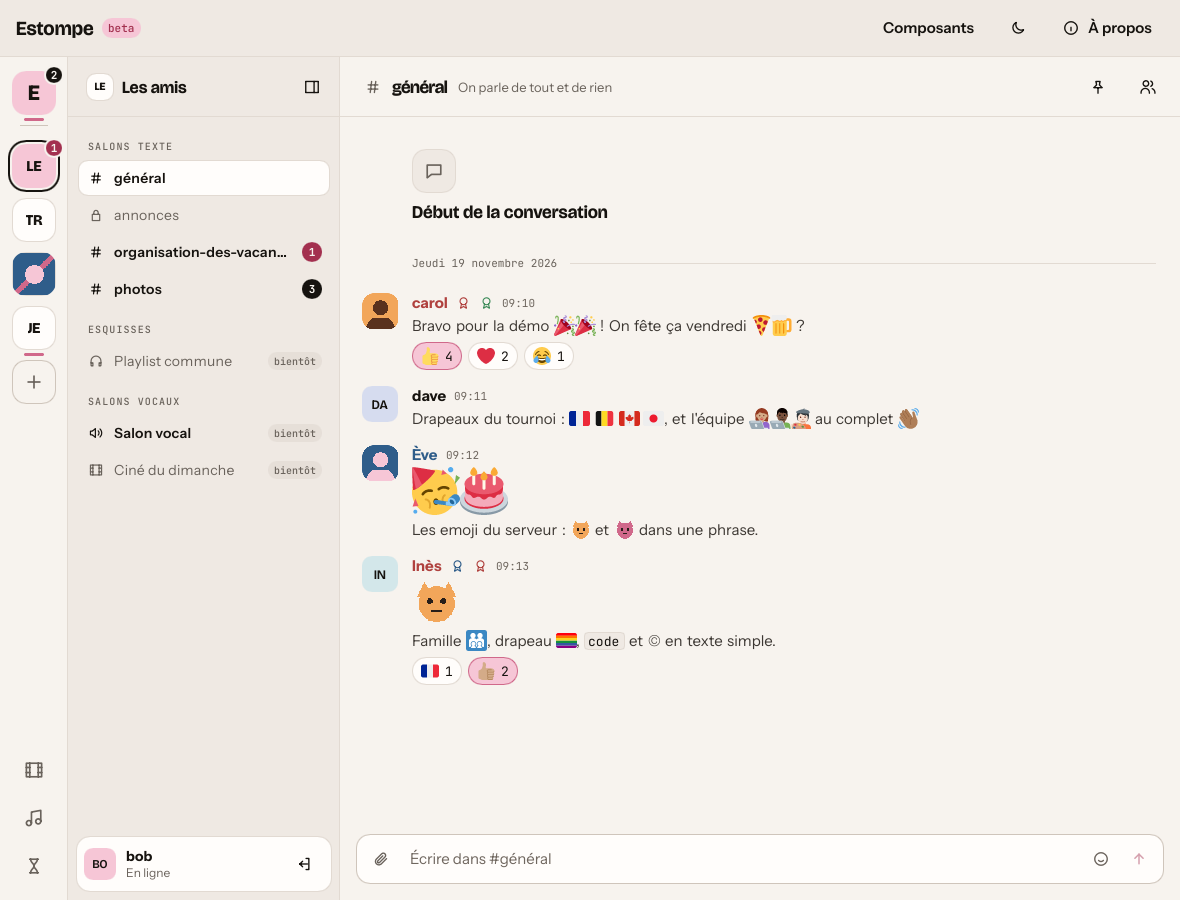 Estompe beta
Composants
À propos
E 2
LE 1
TR
JE
LE Les amis
SALONS TEXTE
# général
annonces
# organisation-des-vacan… 1
# photos 3
ESQUISSES
Playlist commune bientôt
SALONS VOCAUX
Salon vocal bientôt
Ciné du dimanche bientôt
BO bob
En ligne
# général On parle de tout et de rien
Début de la conversation
Jeudi 19 novembre 2026
carol 09:10
Bravo pour la démo 🎉🎉 ! On fête ça vendredi 🍕🍺 ?
👍 4 ❤️ 2 😂 1
DA dave 09:11
Drapeaux du tournoi : 🇫🇷 🇧🇪 🇨🇦 🇯🇵, et l'équipe 👩🏼‍💻👨🏿‍💻🧑🏻‍🚒 au complet 👋🏾
Ève 09:12
🥳🎂
Les emoji du serveur : et dans une phrase.
IN Inès 09:13
Famille 👪, drapeau 🏳️‍🌈, code et © en texte simple.
🇫🇷 1 👍🏽 2
Écrire dans #général